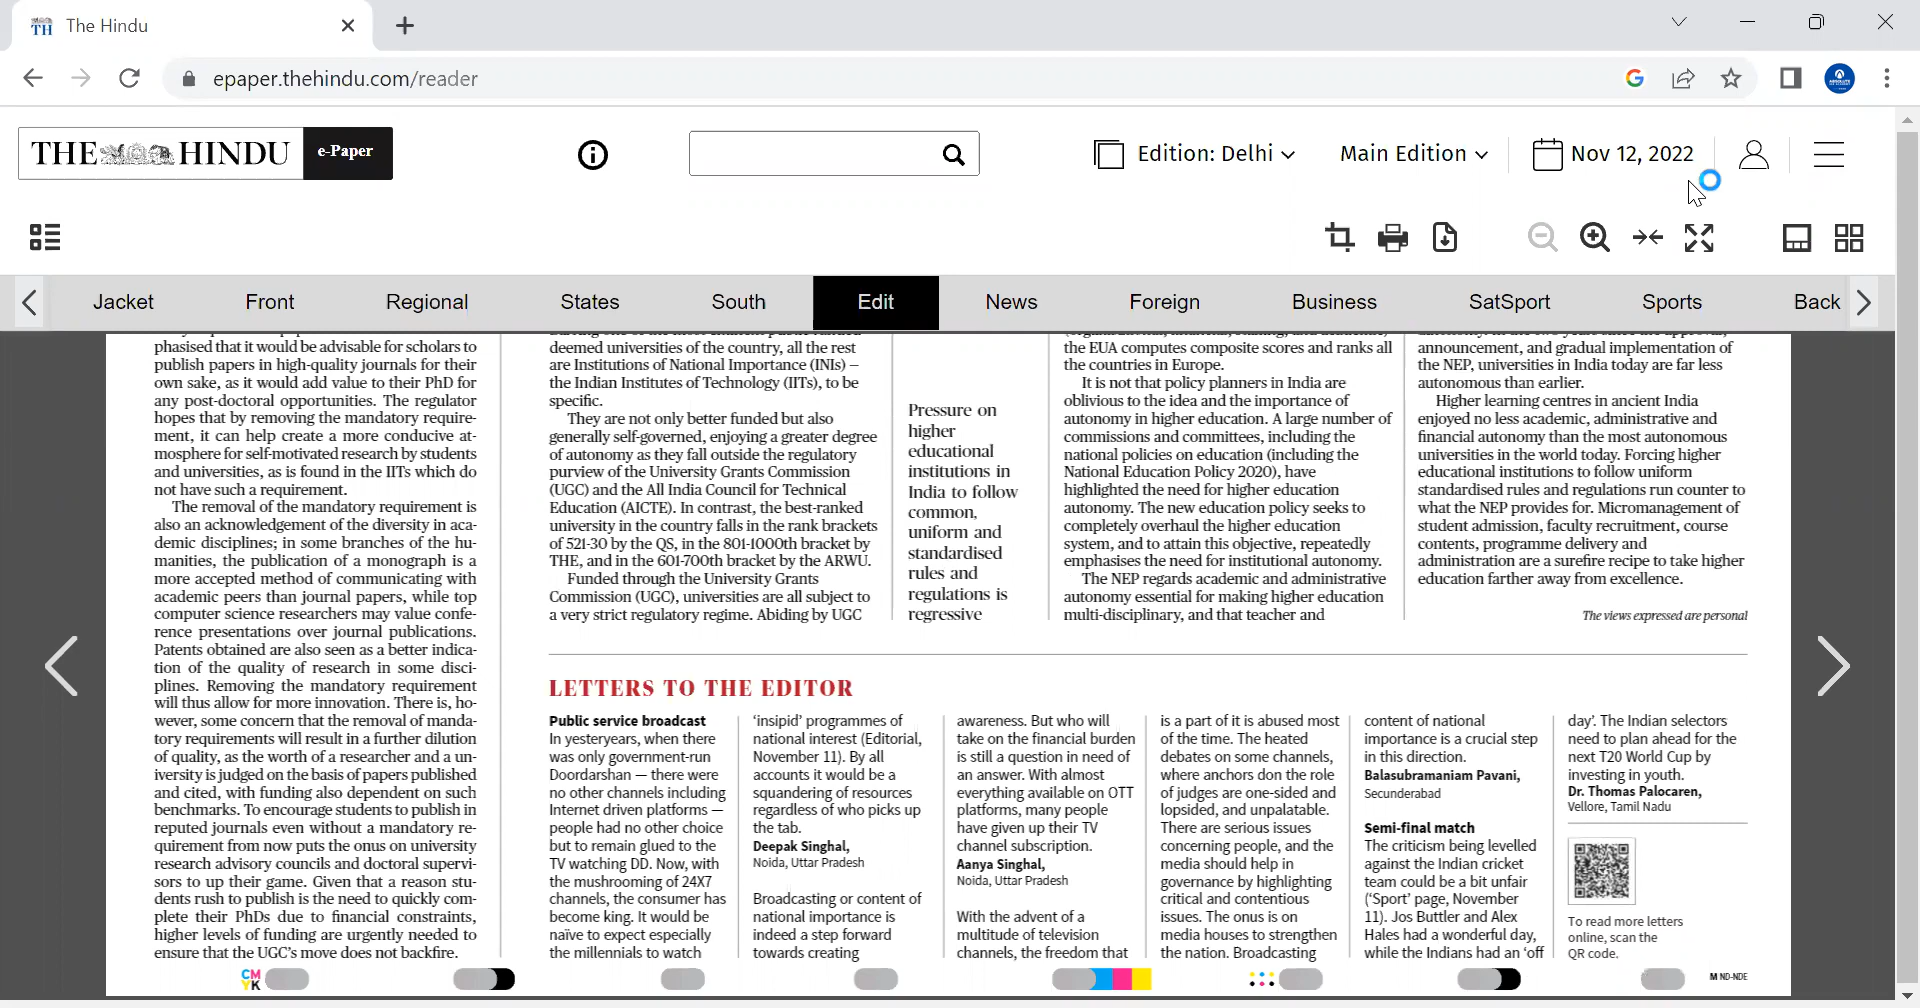 The Hindu
epaper.thehindu.com/reader
THE HINDU e-Paper
Edition: Delhi
Main Edition
Nov 12, 2022
Jacket Front Regional States South Edit News Foreign Business SatSport Sports Back
phasised that it would be advisable for scholars to
publish papers in high-quality journals for their
own sake, as it would add value to their PhD for
any post-doctoral opportunities. The regulator
hopes that by removing the mandatory require-
ment, it can help create a more conducive at-
mosphere for self-motivated research by students
and universities, as is found in the IITs which do
not have such a requirement.
The removal of the mandatory requirement is
also an acknowledgement of the diversity in aca-
demic disciplines; in some branches of the hu-
manities, the publication of a monograph is a
more accepted method of communicating with
academic peers than journal papers, while top
computer science researchers may value confe-
rence presentations over journal publications.
Patents obtained are also seen as a better indica-
tion of the quality of research in some disci-
plines. Removing the mandatory requirement
will thus allow for more innovation. There is, ho-
wever, some concern that the removal of manda-
tory requirements will result in a further dilution
of quality, as the worth of a researcher and a un-
iversity is judged on the basis of papers published
and cited, with funding also dependent on such
benchmarks. To encourage students to publish in
reputed journals even without a mandatory re-
quirement from now puts the onus on university
research advisory councils and doctoral supervi-
sors to up their game. Given that a reason stu-
dents rush to publish is the need to quickly com-
plete their PhDs due to financial constraints,
higher levels of funding are urgently needed to
ensure that the UGC's move does not backfire.
deemed universities of the country, all the rest
are Institutions of National Importance (INIs) —
the Indian Institutes of Technology (IITs), to be
specific.
They are not only better funded but also
generally self-governed, enjoying a greater degree
of autonomy as they fall outside the regulatory
purview of the University Grants Commission
(UGC) and the All India Council for Technical
Education (AICTE). In contrast, the best-ranked
university in the country falls in the rank brackets
of 521-30 by the QS, in the 801-1000th bracket by
THE, and in the 601-700th bracket by the ARWU.
Funded through the University Grants
Commission (UGC), universities are all subject to
a very strict regulatory regime. Abiding by UGC
Pressure on
higher
educational
institutions in
India to follow
common,
uniform and
standardised
rules and
regulations is
regressive
the EUA computes composite scores and ranks all
the countries in Europe.
It is not that policy planners in India are
oblivious to the idea and the importance of
autonomy in higher education. A large number of
commissions and committees, including the
national policies on education (including the
National Education Policy 2020), have
highlighted the need for higher education
autonomy. The new education policy seeks to
completely overhaul the higher education
system, and to attain this objective, repeatedly
emphasises the need for institutional autonomy.
The NEP regards academic and administrative
autonomy essential for making higher education
multi-disciplinary, and that teacher and
announcement, and gradual implementation of
the NEP, universities in India today are far less
autonomous than earlier.
Higher learning centres in ancient India
enjoyed no less academic, administrative and
financial autonomy than the most autonomous
universities in the world today. Forcing higher
educational institutions to follow uniform
standardised rules and regulations run counter to
what the NEP provides for. Micromanagement of
student admission, faculty recruitment, course
contents, programme delivery and
administration are a surefire recipe to take higher
education farther away from excellence.
The views expressed are personal
LETTERS TO THE EDITOR
Public service broadcast
In yesteryears, when there
was only government-run
Doordarshan — there were
no other channels including
Internet driven platforms —
people had no other choice
but to remain glued to the
TV watching DD. Now, with
the mushrooming of 24X7
channels, the consumer has
become king. It would be
naïve to expect especially
the millennials to watch
'insipid' programmes of
national interest (Editorial,
November 11). By all
accounts it would be a
squandering of resources
regardless of who picks up
the tab.
Deepak Singhal,
Noida, Uttar Pradesh
Broadcasting or content of
national importance is
indeed a step forward
towards creating
awareness. But who will
take on the financial burden
is still a question in need of
an answer. With almost
everything available on OTT
platforms, many people
have given up their TV
channel subscription.
Aanya Singhal,
Noida, Uttar Pradesh
With the advent of a
multitude of television
channels, the freedom that
is a part of it is abused most
of the time. The heated
debates on some channels,
where anchors don the role
of judges are one-sided and
lopsided, and unpalatable.
There are serious issues
concerning people, and the
media should help in
governance by highlighting
critical and contentious
issues. The onus is on
media houses to strengthen
the nation. Broadcasting
content of national
importance is a crucial step
in this direction.
Balasubramaniam Pavani,
Secunderabad
Semi-final match
The criticism being levelled
against the Indian cricket
team could be a bit unfair
('Sport' page, November
11). Jos Buttler and Alex
Hales had a wonderful day,
while the Indians had an 'off
day'. The Indian selectors
need to plan ahead for the
next T20 World Cup by
investing in youth.
Dr. Thomas Palocaren,
Vellore, Tamil Nadu
To read more letters
online, scan the
QR code.
CM
YK
M ND-NDE